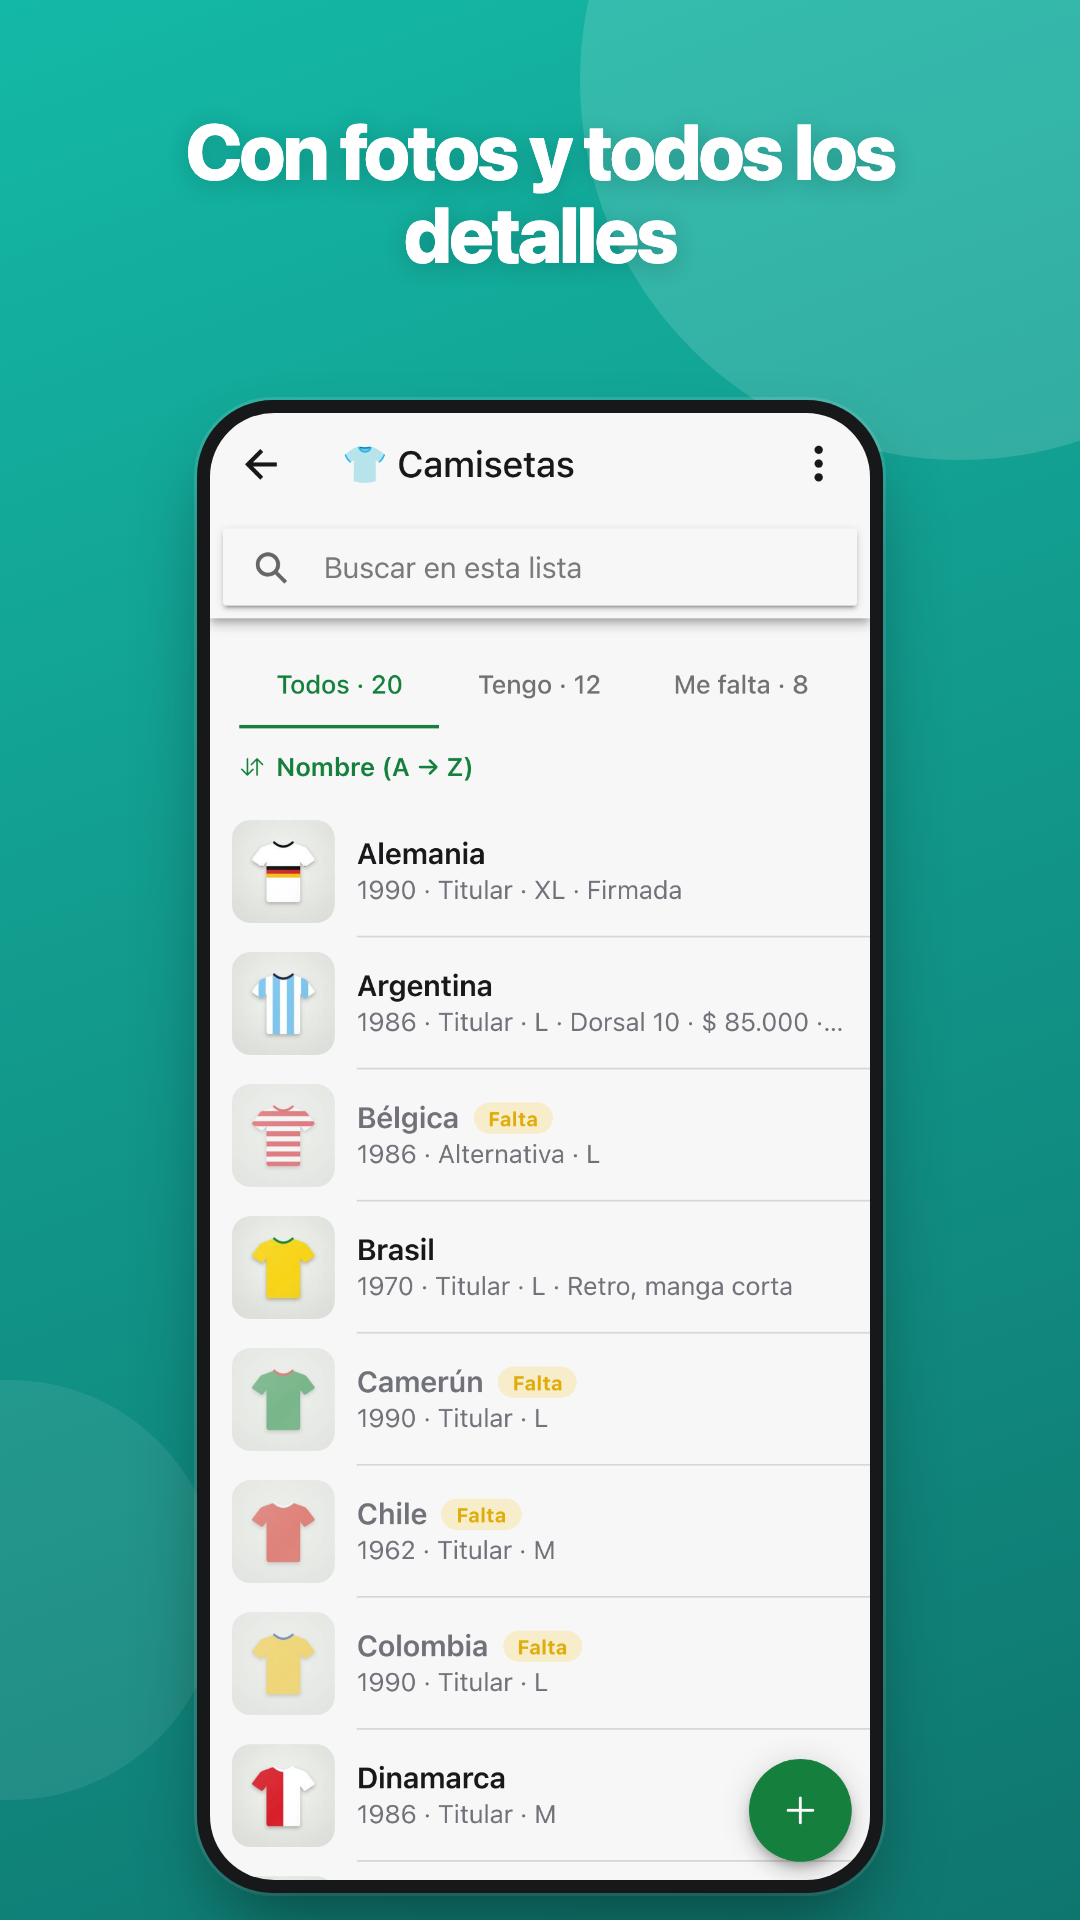 Con fotos y todos los
detalles
Camisetas
Buscar en esta lista
Todos · 20
Tengo · 12
Me falta · 8
Nombre (A → Z)
Alemania
1990 · Titular · XL · Firmada
Argentina
1986 · Titular · L · Dorsal 10 · $ 85.000 ·...
Bélgica Falta
1986 · Alternativa · L
Brasil
1970 · Titular · L · Retro, manga corta
Camerún Falta
1990 · Titular · L
Chile Falta
1962 · Titular · M
Colombia Falta
1990 · Titular · L
Dinamarca
1986 · Titular · M